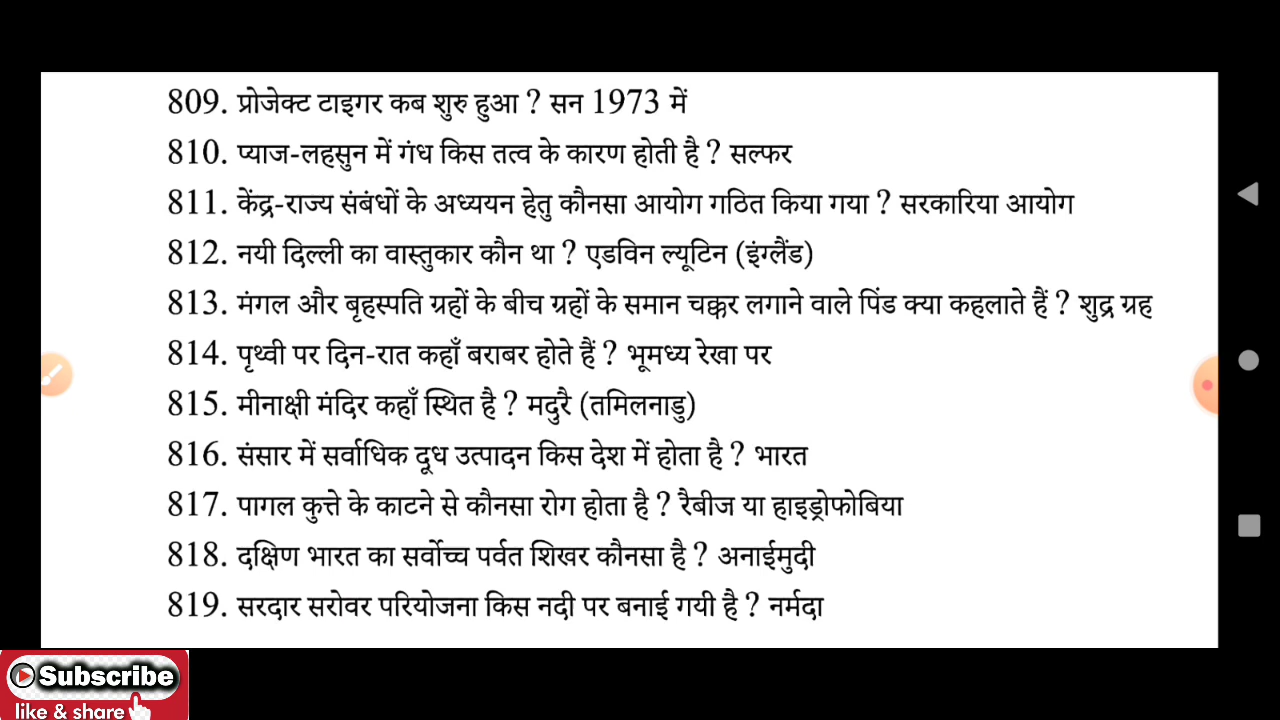 809. प्रोजेक्ट टाइगर कब शुरु हुआ ? सन 1973 में
810. प्याज-लहसुन में गंध किस तत्व के कारण होती है ? सल्फर
811. केंद्र-राज्य संबंधों के अध्ययन हेतु कौनसा आयोग गठित किया गया ? सरकारिया आयोग
812. नयी दिल्ली का वास्तुकार कौन था ? एडविन ल्यूटिन (इंग्लैंड)
813. मंगल और बृहस्पति ग्रहों के बीच ग्रहों के समान चक्कर लगाने वाले पिंड क्या कहलाते हैं ? शुद्र ग्रह
814. पृथ्वी पर दिन-रात कहाँ बराबर होते हैं ? भूमध्य रेखा पर
815. मीनाक्षी मंदिर कहाँ स्थित है ? मदुरै (तमिलनाडु)
816. संसार में सर्वाधिक दूध उत्पादन किस देश में होता है ? भारत
817. पागल कुत्ते के काटने से कौनसा रोग होता है ? रैबीज या हाइड्रोफोबिया
818. दक्षिण भारत का सर्वोच्च पर्वत शिखर कौनसा है ? अनाईमुदी
819. सरदार सरोवर परियोजना किस नदी पर बनाई गयी है ? नर्मदा
Subscribe
like & share